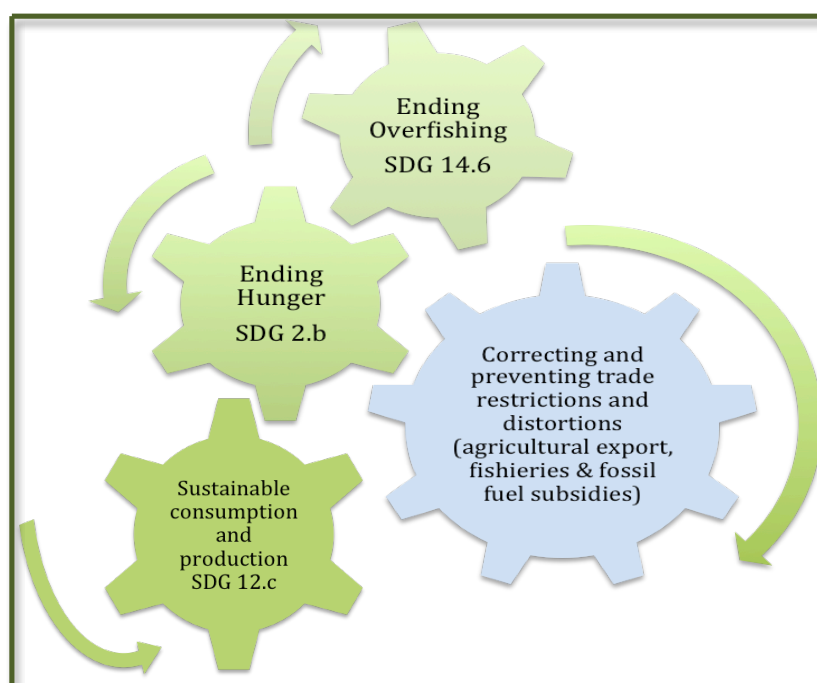 Ending
Overfishing
SDG 14.6
Ending
Hunger
SDG 2.b
Correcting and
preventing trade
restrictions and
distortions
(agricultural export,
fishieries & fossil
fuel subsidies)
Sustainable
consumption
and
production
SDG 12.c